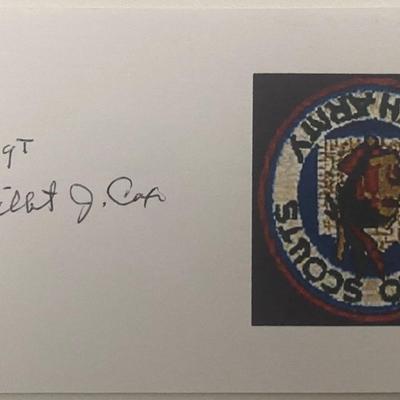 gT
J. Cox
H ARMY
O SCOUTS